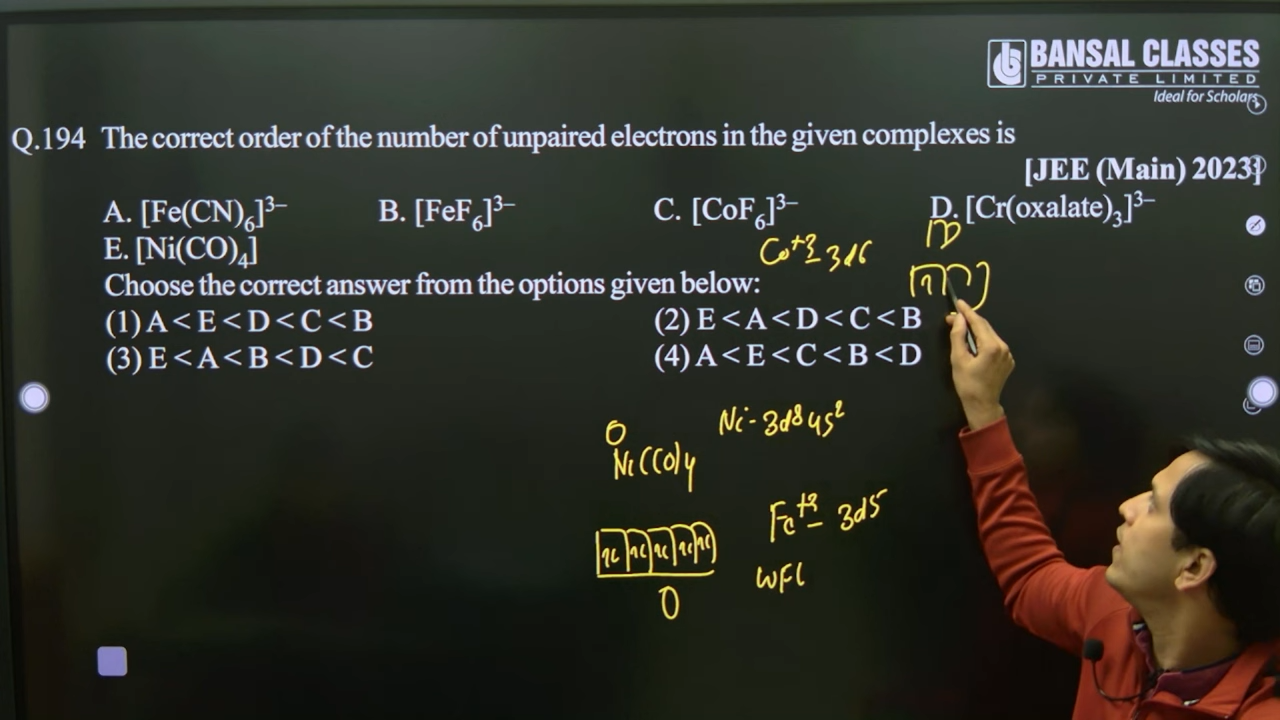 BANSAL CLASSES
PRIVATE LIMITED
Ideal for Scholars
Q.194 The correct order of the number of unpaired electrons in the given complexes is
[JEE (Main) 2023]
A. [Fe(CN)6]3– B. [FeF6]3– C. [CoF6]3– D. [Cr(oxalate)3]3–
E. [Ni(CO)4]
Co+3 3d6
Choose the correct answer from the options given below:
(1) A < E < D < C < B (2) E < A < D < C < B
(3) E < A < B < D < C (4) A < E < C < B < D
0 Ni - 3d8 4s2
Ni(CO)4
Fe+3 – 3d5
WFL
0